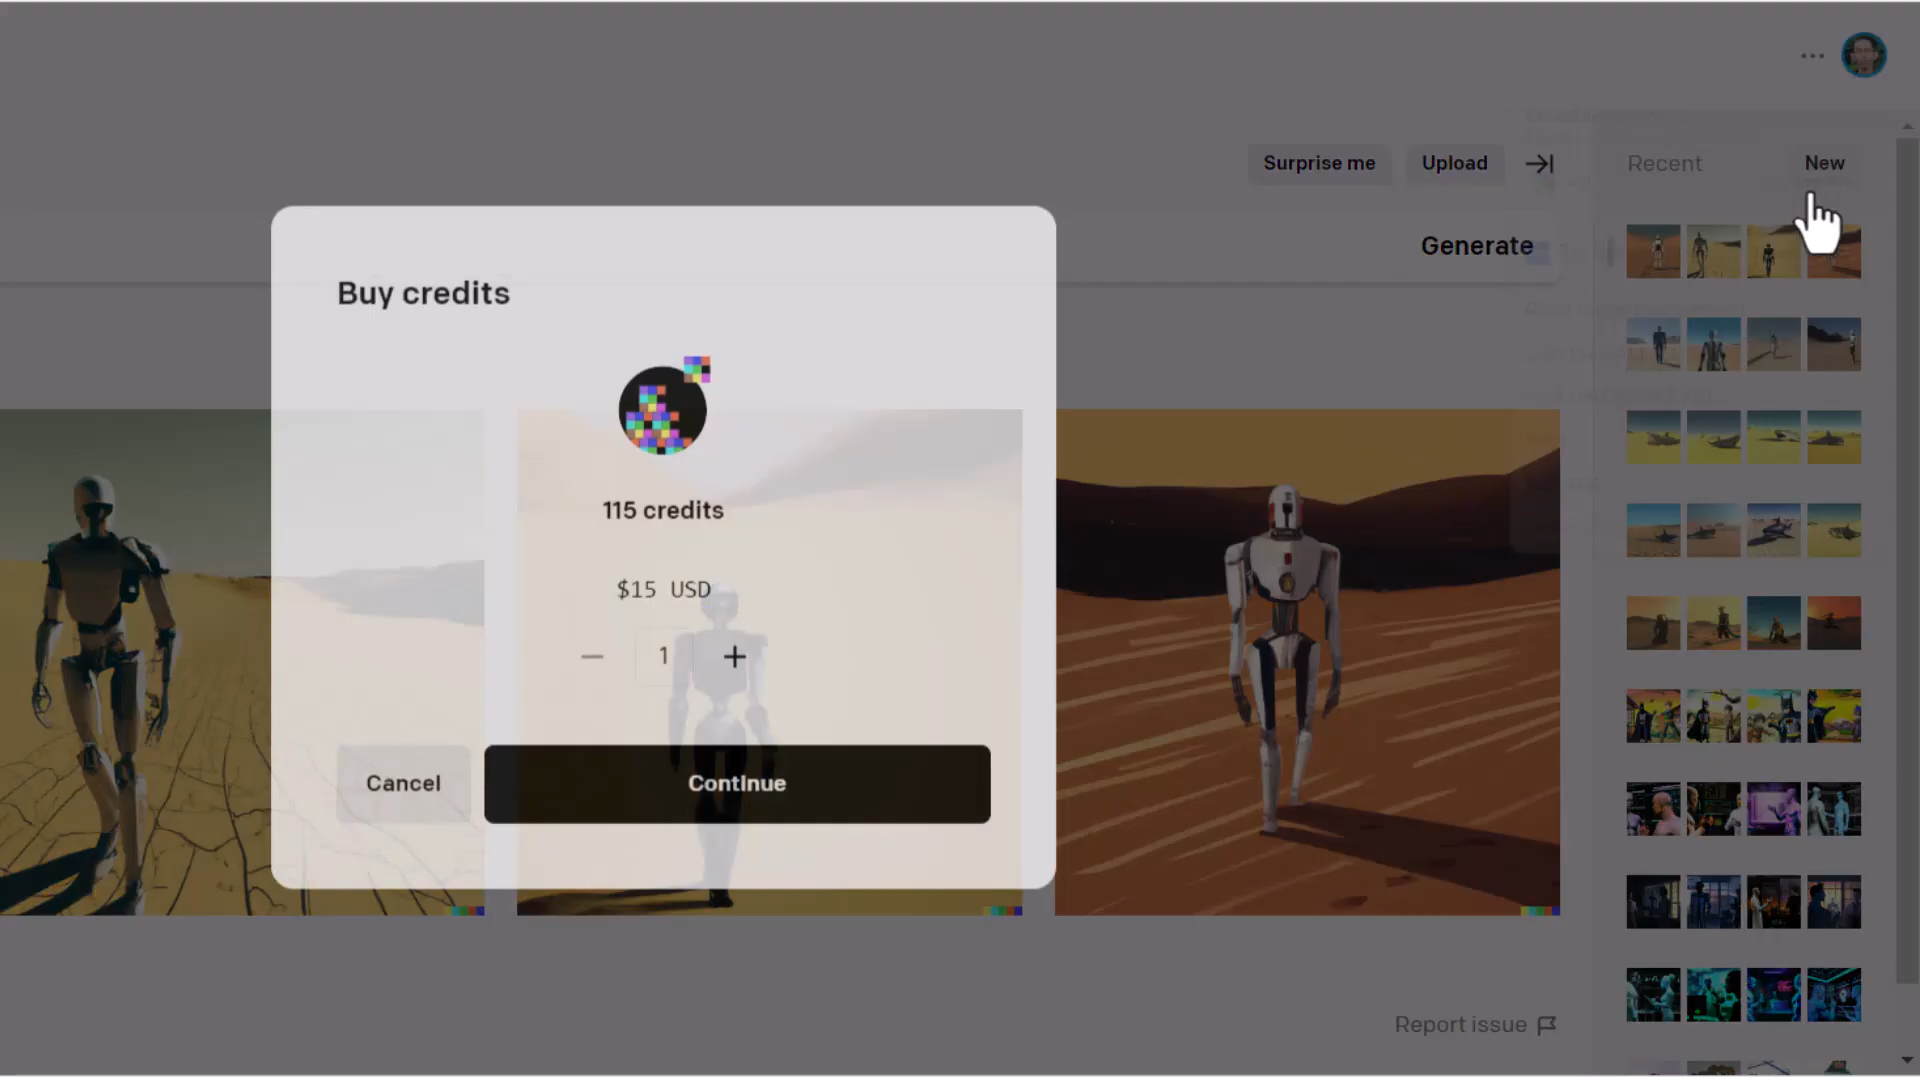 Surprise me
Upload
Recent
New
Generate
Buy credits
115 credits
$15 USD
1
Cancel
Continue
Report issue